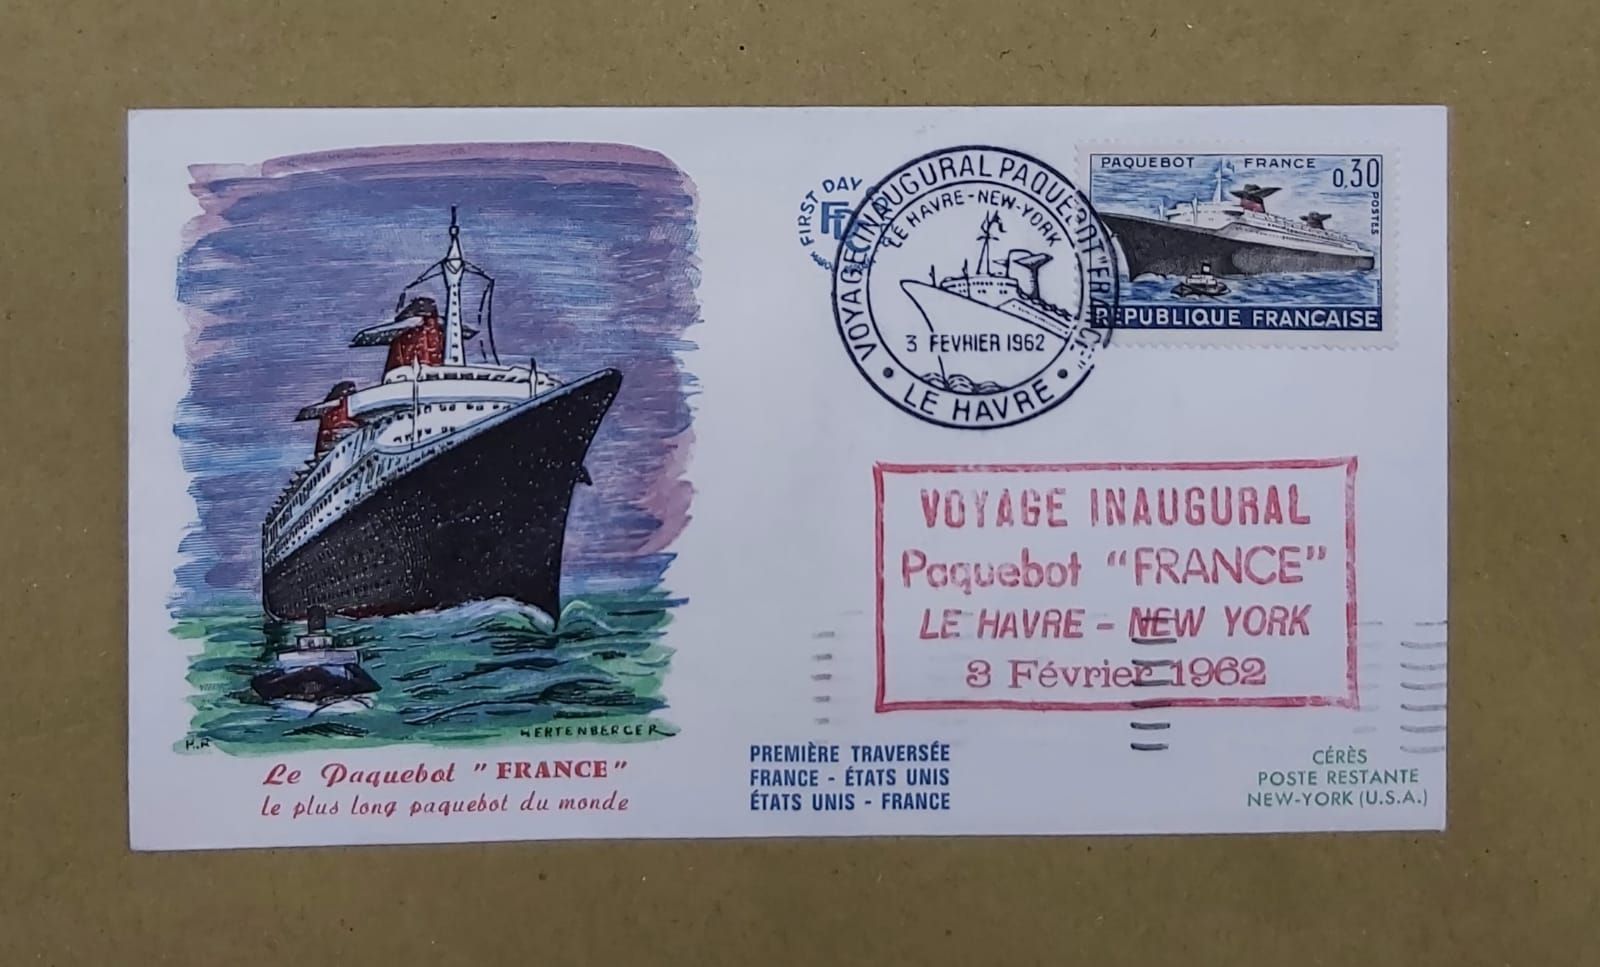 FIRST DAY
VOYAGE INAUGURAL PAQUEBOT "FRANCE"
LE HAVRE-NEW-YORK
3 FEVRIER 1962
LE HAVRE
PAQUEBOT FRANCE
0,30
POSTES
REPUBLIQUE FRANÇAISE
VOYAGE INAUGURAL
Paquebot "FRANCE"
LE HAVRE - NEW YORK
3 Février 1962
HERTENBERGER
Le Paquebot "FRANCE"
le plus long paquebot du monde
PREMIÈRE TRAVERSÉE
FRANCE - ÉTATS UNIS
ÉTATS UNIS - FRANCE
CÉRÈS
POSTE RESTANTE
NEW-YORK (U.S.A.)